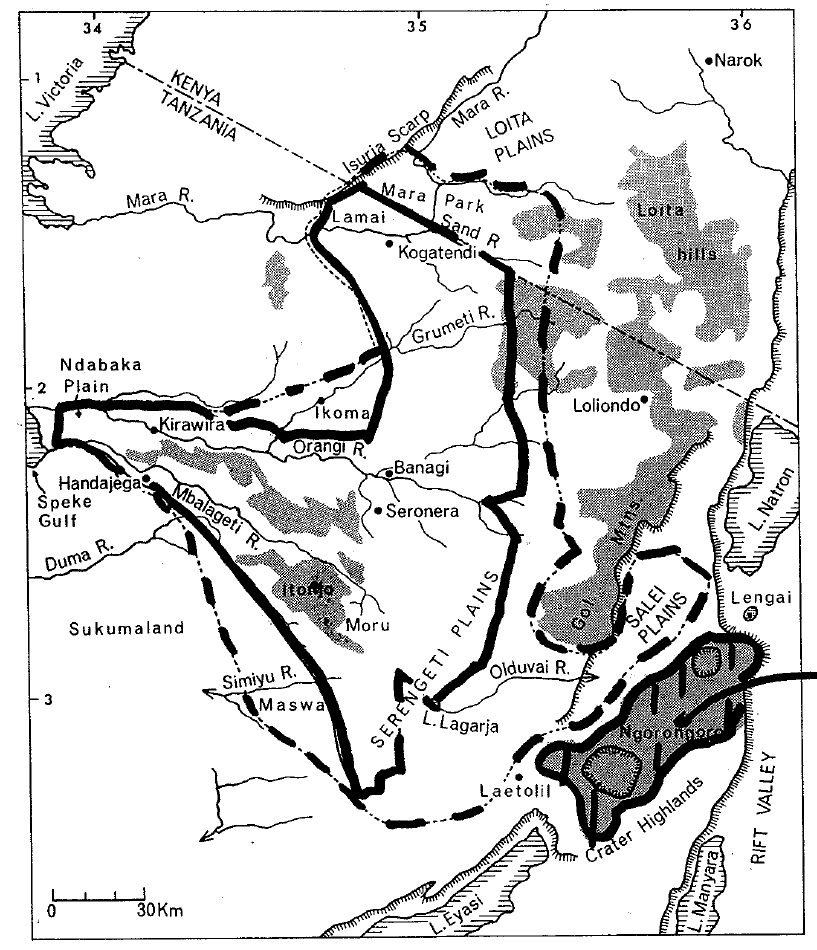 34
35
36
1
L. Victoria
KENYA
TANZANIA
Narok
Isuria Scarp
Mara R.
LOITA
PLAINS
Mara R.
Mara Park
Lamai
Sand R
Loita
hills
Kogatendi
Grumeti R.
Ndabaka
Plain
2
Kirawira
Ikoma
Loliondo
Orangi R.
Banagi
Handajega
Mbalageti R.
Speke
Gulf
Seronera
L. Natron
Duma R.
Gol Mtns
Itonjo
Moru
Lengai
SALEI
PLAINS
Sukumaland
SERENGETI PLAINS
Simiyu R.
Olduvai R.
3
Maswa
L. Lagarja
Ngorongoro
Laetolil
Crater Highlands
RIFT VALLEY
L. Eyasi
L. Manyara
0 30Km